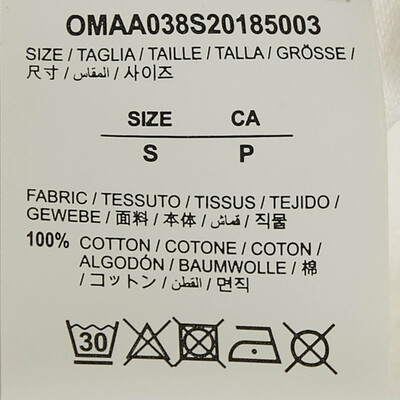 OMAA038S20185003
SIZE / TAGLIA / TAILLE / TALLA / GRÖSSE /
尺寸 / المقاس / 사이즈
SIZE CA
S P
FABRIC / TESSUTO / TISSUS / TEJIDO /
GEWEBE / 面料 / 本体 / قماش / 직물
100% COTTON / COTONE / COTON /
ALGODÓN / BAUMWOLLE / 棉
/ コットン / القطن / 면직
30